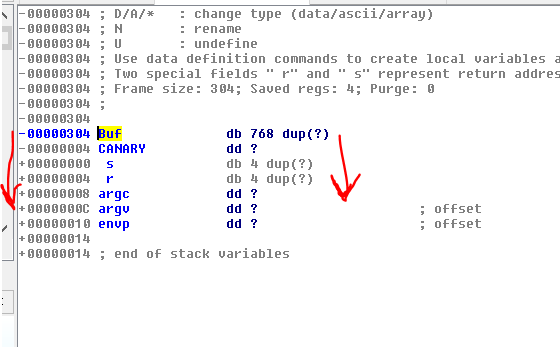 -00000304 ; D/A/*   : change type (data/ascii/array)
-00000304 ; N       : rename
-00000304 ; U       : undefine
-00000304 ; Use data definition commands to create local variables a
-00000304 ; Two special fields " r" and " s" represent return addres
-00000304 ; Frame size: 304; Saved regs: 4; Purge: 0
-00000304 ;
-00000304
-00000304 Buf             db 768 dup(?)
-00000004 CANARY          dd ?
+00000000  s              db 4 dup(?)
+00000004  r              db 4 dup(?)
+00000008 argc            dd ?
+0000000C argv            dd ?                    ; offset
+00000010 envp            dd ?                    ; offset
+00000014
+00000014 ; end of stack variables